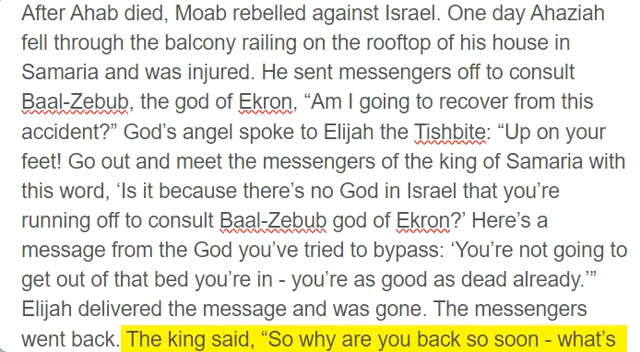 After Ahab died, Moab rebelled against Israel. One day Ahaziah
fell through the balcony railing on the rooftop of his house in
Samaria and was injured. He sent messengers off to consult
Baal-Zebub, the god of Ekron, “Am I going to recover from this
accident?” God’s angel spoke to Elijah the Tishbite: “Up on your
feet! Go out and meet the messengers of the king of Samaria with
this word, ‘Is it because there’s no God in Israel that you’re
running off to consult Baal-Zebub god of Ekron?’ Here’s a
message from the God you’ve tried to bypass: ‘You’re not going to
get out of that bed you’re in - you’re as good as dead already.’”
Elijah delivered the message and was gone. The messengers
went back. The king said, “So why are you back so soon - what’s